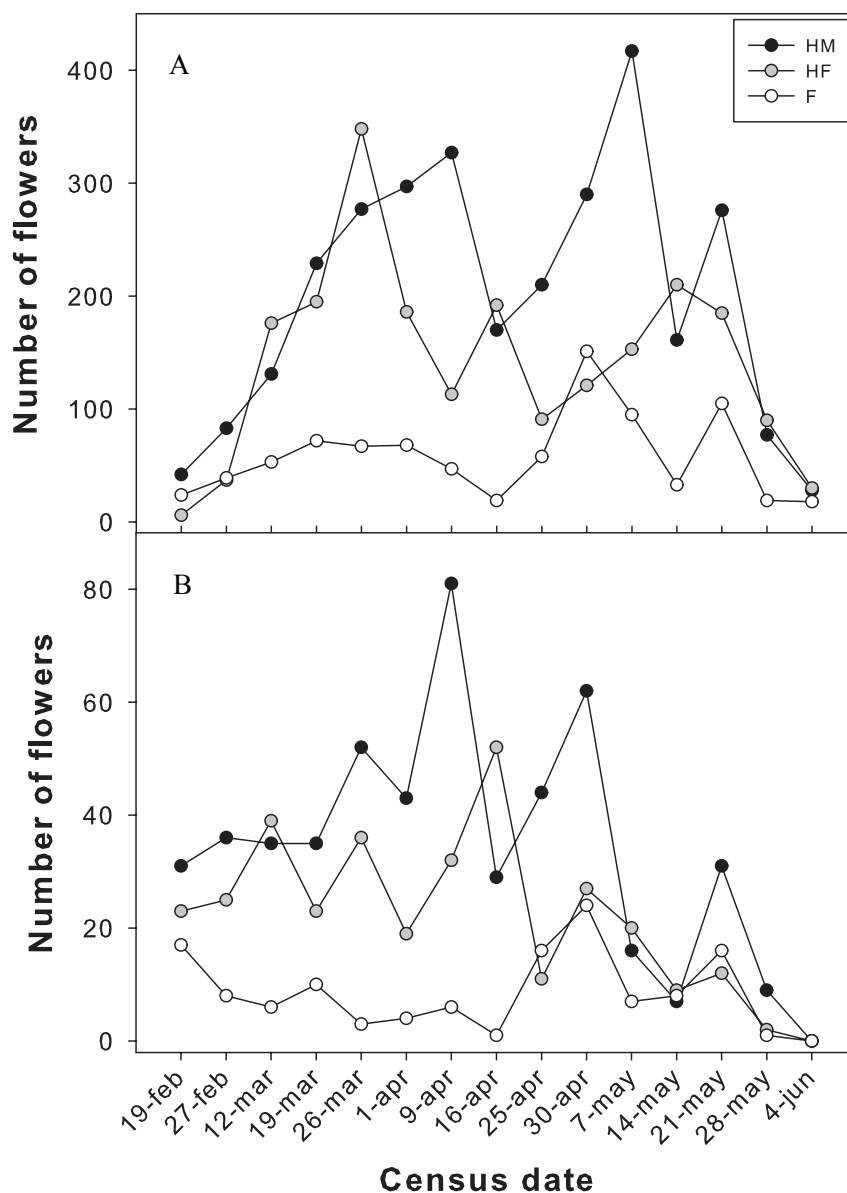 A
HM
HF
F
400
300
200
100
0
Number of flowers
B
80
60
40
20
0
Number of flowers
19-feb
27-feb
12-mar
19-mar
26-mar
1-apr
9-apr
16-apr
25-apr
30-apr
7-may
14-may
21-may
28-may
4-jun
Census date